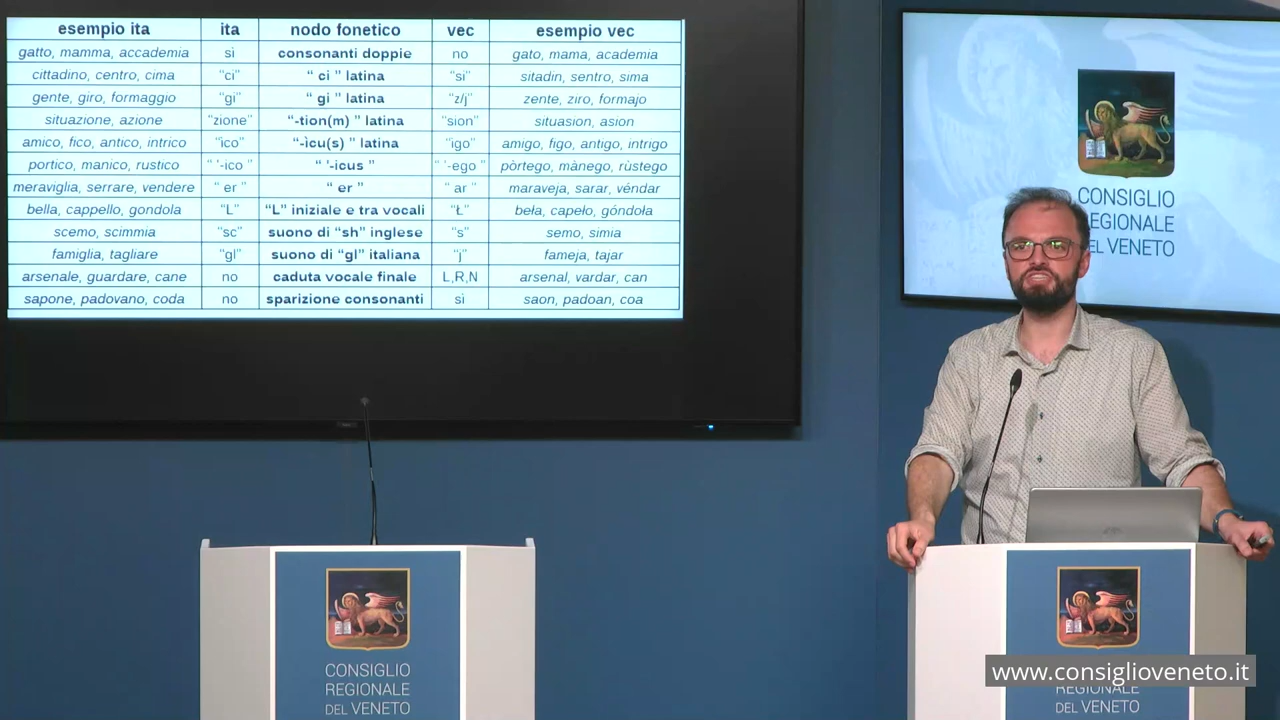 esempio ita ita nodo fonetico vec esempio vec
gatto, mamma, accademia sì consonanti doppie no gato, mama, academia
cittadino, centro, cima "ci" " ci " latina "si" sitadin, sentro, sima
gente, giro, formaggio "gi" " gi " latina "z/j" zente, ziro, formajo
situazione, azione "zione" "-tion(m) " latina "sion" situasion, asion
amico, fico, antico, intrico "ìco" "-ìcu(s) " latina "ìgo" amigo, figo, antigo, intrigo
portico, manico, rustico " '-ico " " '-icus " " '-ego " pòrtego, mànego, rùstego
meraviglia, serrare, vendere " er " " er " " ar " maraveja, sarar, véndar
bella, cappello, gondola "L" "L" iniziale e tra vocali "Ł" beła, capeło, góndoła
scemo, scimmia "sc" suono di "sh" inglese "s" semo, simia
famiglia, tagliare "gl" suono di "gl" italiana "j" fameja, tajar
arsenale, guardare, cane no caduta vocale finale L,R,N arsenal, vardar, can
sapone, padovano, coda no sparizione consonanti sì saon, padoan, coa
CONSIGLIO
REGIONALE
DEL VENETO
CONSIGLIO
REGIONALE
DEL VENETO
www.consiglioveneto.it
REGIONALE
DEL VENETO